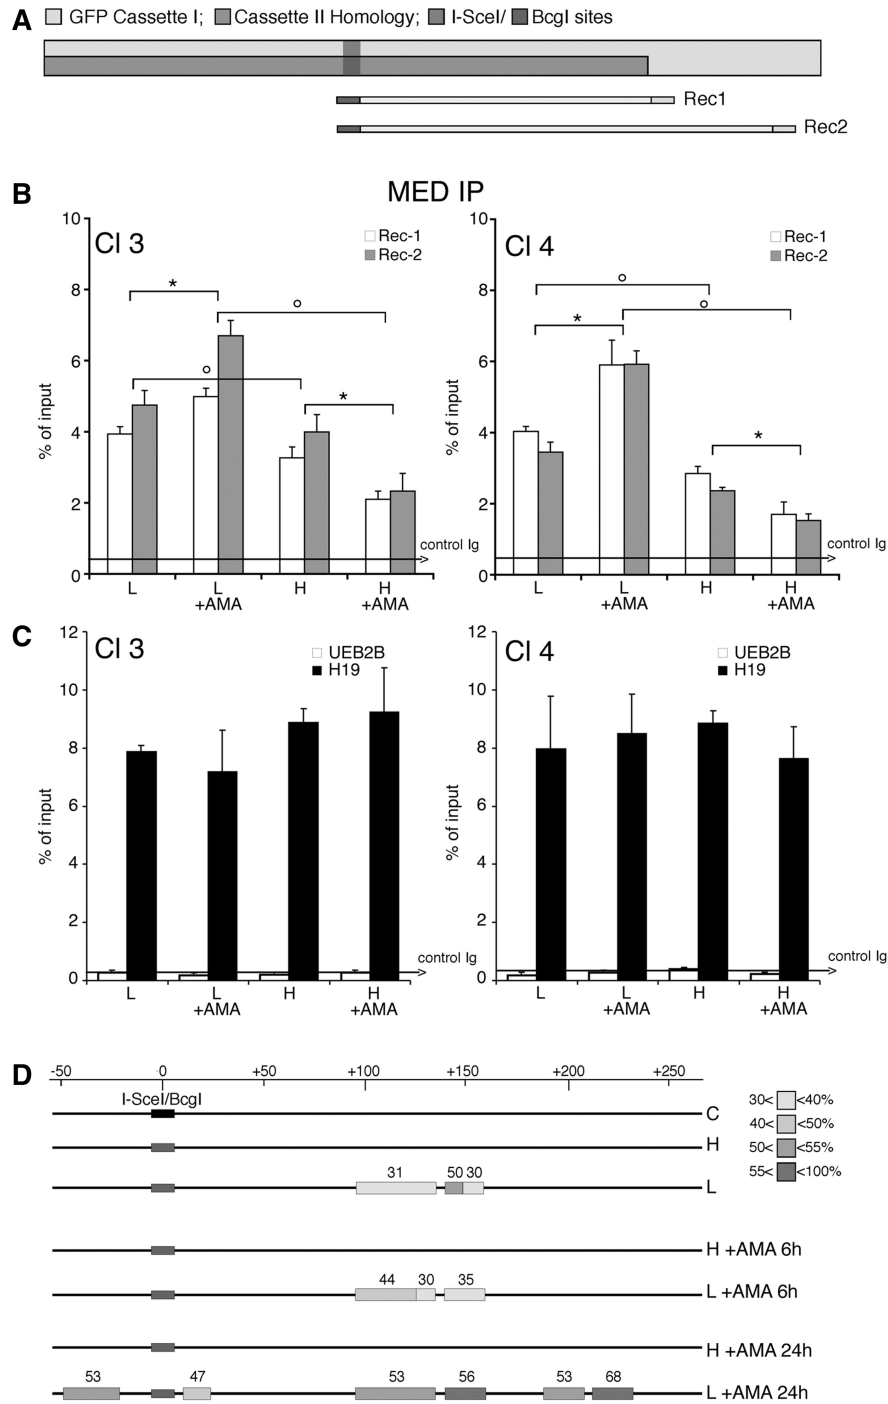 A
GFP Cassette I; Cassette II Homology; I-SceI/ BcgI sites
Rec1
Rec2
B
MED IP
Cl 3
Rec-1
Rec-2
10
8
6
4
2
0
% of input
*
°
°
*
control Ig
L
L +AMA
H
H +AMA
Cl 4
Rec-1
Rec-2
10
8
6
4
2
0
% of input
°
°
*
*
control Ig
L
L +AMA
H
H +AMA
C
Cl 3
UEB2B
H19
12
10
8
6
4
2
0
% of input
control Ig
L
L +AMA
H
H +AMA
Cl 4
UEB2B
H19
12
10
8
6
4
2
0
% of input
control Ig
L
L +AMA
H
H +AMA
D
-50 0 +50 +100 +150 +200 +250
I-SceI/BcgI
C
H
31 50 30
L
H +AMA 6h
44 30 35
L +AMA 6h
H +AMA 24h
53 47 53 56 53 68
L +AMA 24h
30< <40%
40< <50%
50< <55%
55< <100%